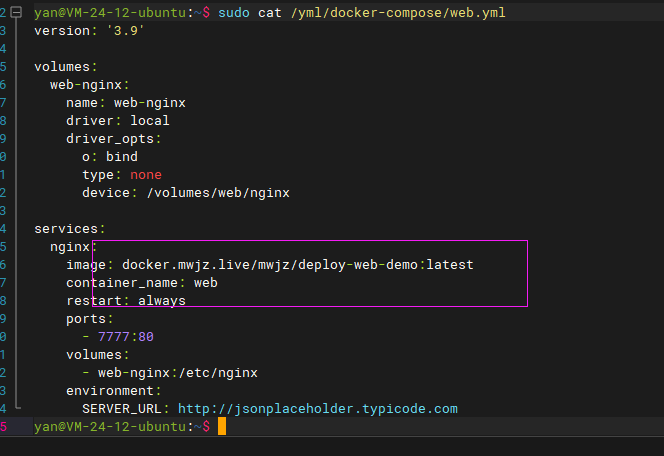 2 yan@VM-24-12-ubuntu:~$ sudo cat /yml/docker-compose/web.yml
3 version: '3.9'
4
5 volumes:
6   web-nginx:
7     name: web-nginx
8     driver: local
9     driver_opts:
0       o: bind
1       type: none
2       device: /volumes/web/nginx
3
4 services:
5   nginx:
6     image: docker.mwjz.live/mwjz/deploy-web-demo:latest
7     container_name: web
8     restart: always
9     ports:
0       - 7777:80
1     volumes:
2       - web-nginx:/etc/nginx
3     environment:
4       SERVER_URL: http://jsonplaceholder.typicode.com
5 yan@VM-24-12-ubuntu:~$